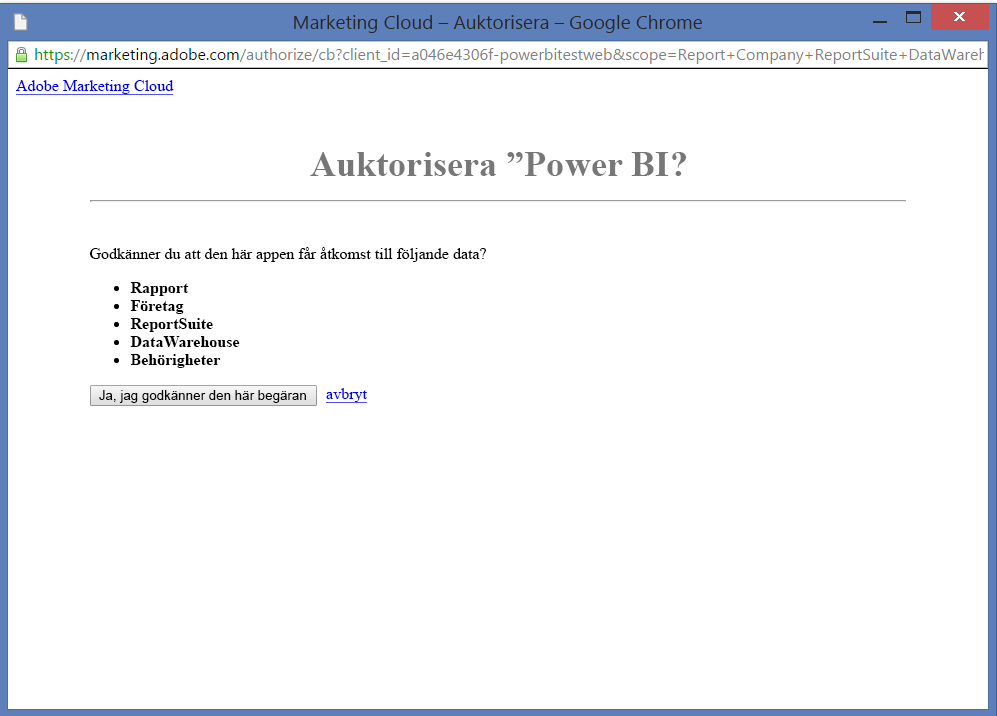 Marketing Cloud – Auktorisera – Google Chrome
https://marketing.adobe.com/authorize/cb?client_id=a046e4306f-powerbitestweb&scope=Report+Company+ReportSuite+DataWareh
Adobe Marketing Cloud
Auktorisera ”Power BI?
Godkänner du att den här appen får åtkomst till följande data?
• Rapport
• Företag
• ReportSuite
• DataWarehouse
• Behörigheter
Ja, jag godkänner den här begäran avbryt